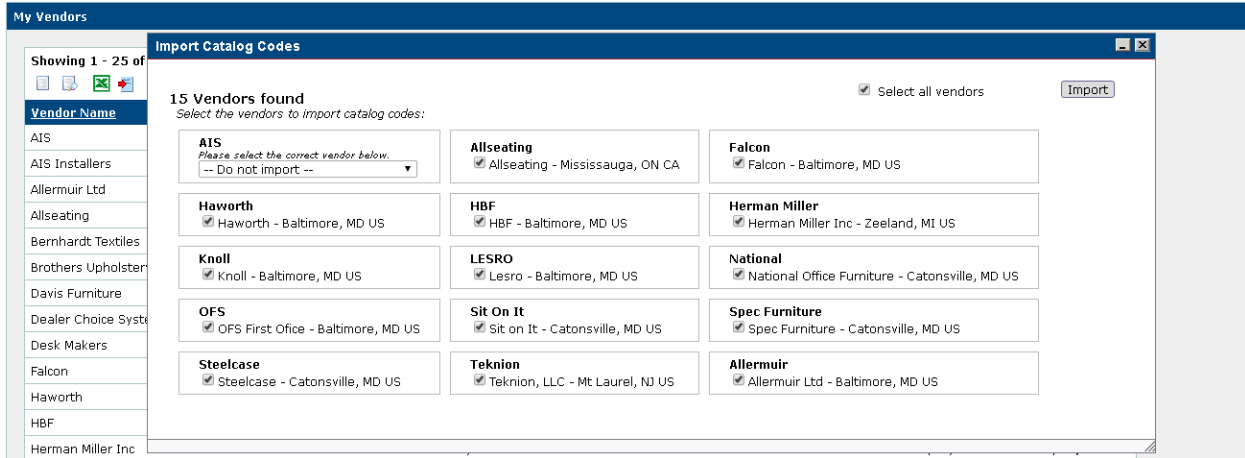 My Vendors
Import Catalog Codes
Showing 1 - 25 of
15 Vendors found
Select all vendors
Import
Select the vendors to import catalog codes:
Vendor Name
AIS
AIS Installers
Allermuir Ltd
Allseating
Bernhardt Textiles
Brothers Upholster
Davis Furniture
Dealer Choice Syst
Desk Makers
Falcon
Haworth
HBF
Herman Miller Inc
AIS
Please select the correct vendor below.
-- Do not import --
Allseating
Allseating - Mississauga, ON CA
Falcon
Falcon - Baltimore, MD US
Haworth
Haworth - Baltimore, MD US
HBF
HBF - Baltimore, MD US
Herman Miller
Herman Miller Inc - Zeeland, MI US
Knoll
Knoll - Baltimore, MD US
LESRO
Lesro - Baltimore, MD US
National
National Office Furniture - Catonsville, MD US
OFS
OFS First Ofice - Baltimore, MD US
Sit On It
Sit on It - Catonsville, MD US
Spec Furniture
Spec Furniture - Catonsville, MD US
Steelcase
Steelcase - Catonsville, MD US
Teknion
Teknion, LLC - Mt Laurel, NJ US
Allermuir
Allermuir Ltd - Baltimore, MD US